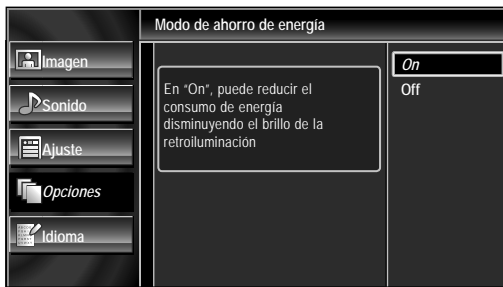 Modo de ahorro de energía
Imagen
Sonido
Ajuste
Opciones
Idioma
En “On”, puede reducir el
consumo de energía
disminuyendo el brillo de la
retroiluminación
On
Off